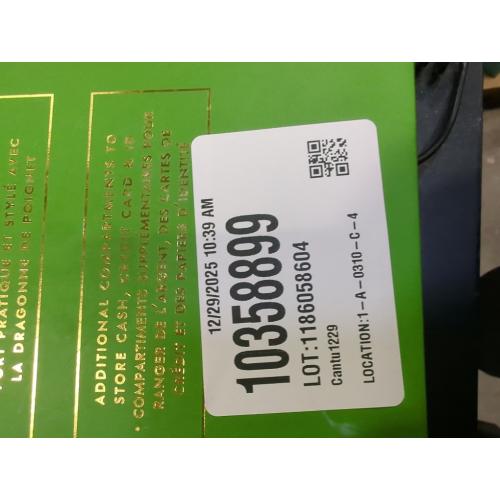 PORT PRATIQUE ET STYLÉ AVEC
LA DRAGONNE DE POIGNET
ADDITIONAL COMPARTMENTS TO
STORE CASH, CREDIT CARD & ID
• COMPARTIMENTS SUPPLÉMENTAIRES POUR
RANGER DE L'ARGENT, DES CARTES DE
CRÉDIT ET DES PAPIERS D'IDENTITÉ
12/29/2025 10:39 AM
10358899
LOT:1186058604
Cantu1229
LOCATION:1-A-0310-C-4